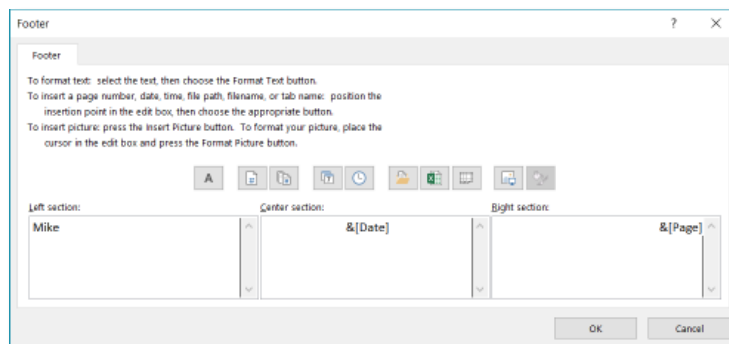 Footer
Footer
To format text: select the text, then choose the Format Text button.
To insert a page number, date, time, file path, filename, or tab name: position the
insertion point in the edit box, then choose the appropriate button.
To insert picture: press the Insert Picture button. To format your picture, place the
cursor in the edit box and press the Format Picture button.
A
Left section: Center section: Right section:
Mike &[Date] &[Page]
OK Cancel